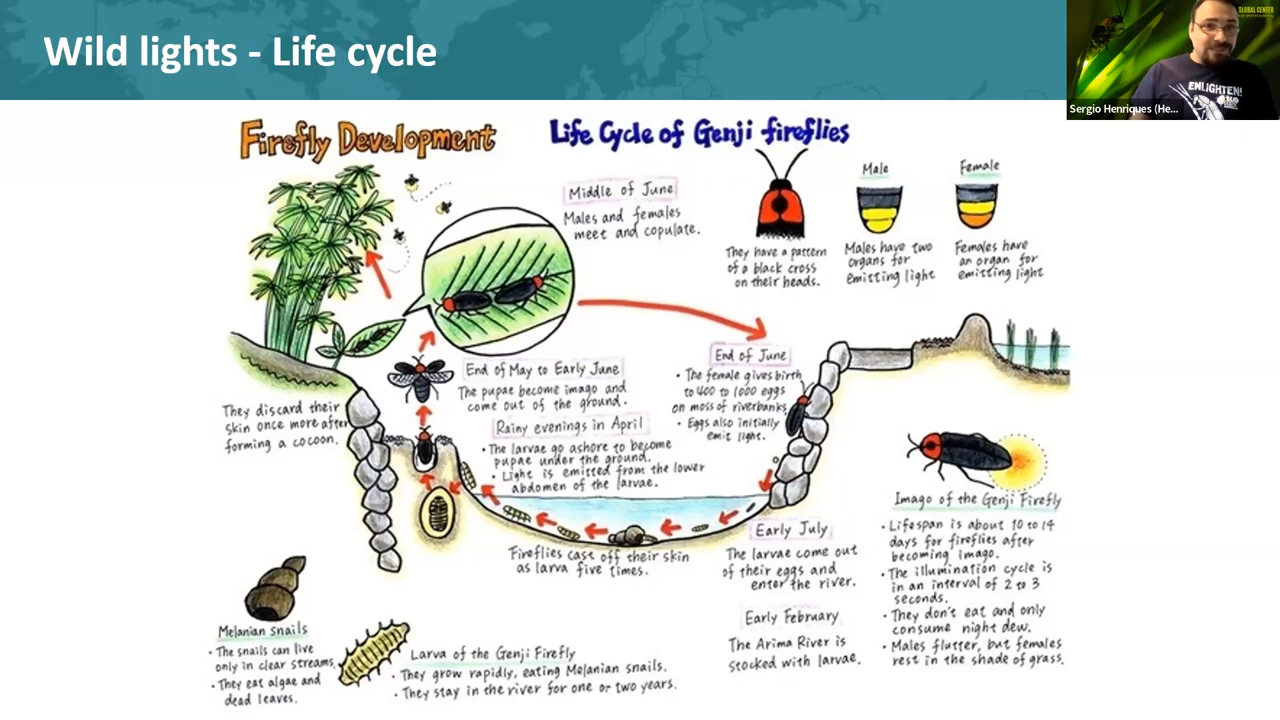 Wild lights - Life cycle
GLOBAL CENTER
ENLIGHTEN!
Sergio Henriques (He...
Firefly Development
Life Cycle of Genji fireflies
Middle of June
Males and females
meet and copulate.
They have a pattern
of a black cross
on their heads.
Male
Males have two
organs for
emitting light
Female
Females have
an organ for
emitting light
End of May to Early June
The pupae become imago and
come out of the ground.
End of June
• The female gives birth
to 400 to 1000 eggs
on moss of riverbanks.
• Eggs also initially
emit light.
They discard their
skin once more after
forming a cocoon.
Rainy evenings in April
• The larvae go ashore to become
pupae under the ground.
• Light is emitted from the lower
abdomen of the larvae.
Fireflies cast off their skin
as larva five times.
Early July
The larvae come out
of their eggs and
enter the river.
Early February
The Arima River is
stocked with larvae.
Imago of the Genji Firefly
• Lifespan is about 10 to 14
days for fireflies after
becoming imago.
• The illumination cycle is
in an interval of 2 to 3
seconds.
• They don't eat and only
consume night dew.
• Males flutter, but females
rest in the shade of grass.
Melanian snails
• The snails can live
only in clear streams.
• They eat algae and
dead leaves.
Larva of the Genji Firefly
• They grow rapidly, eating Melanian snails.
• They stay in the river for one or two years.